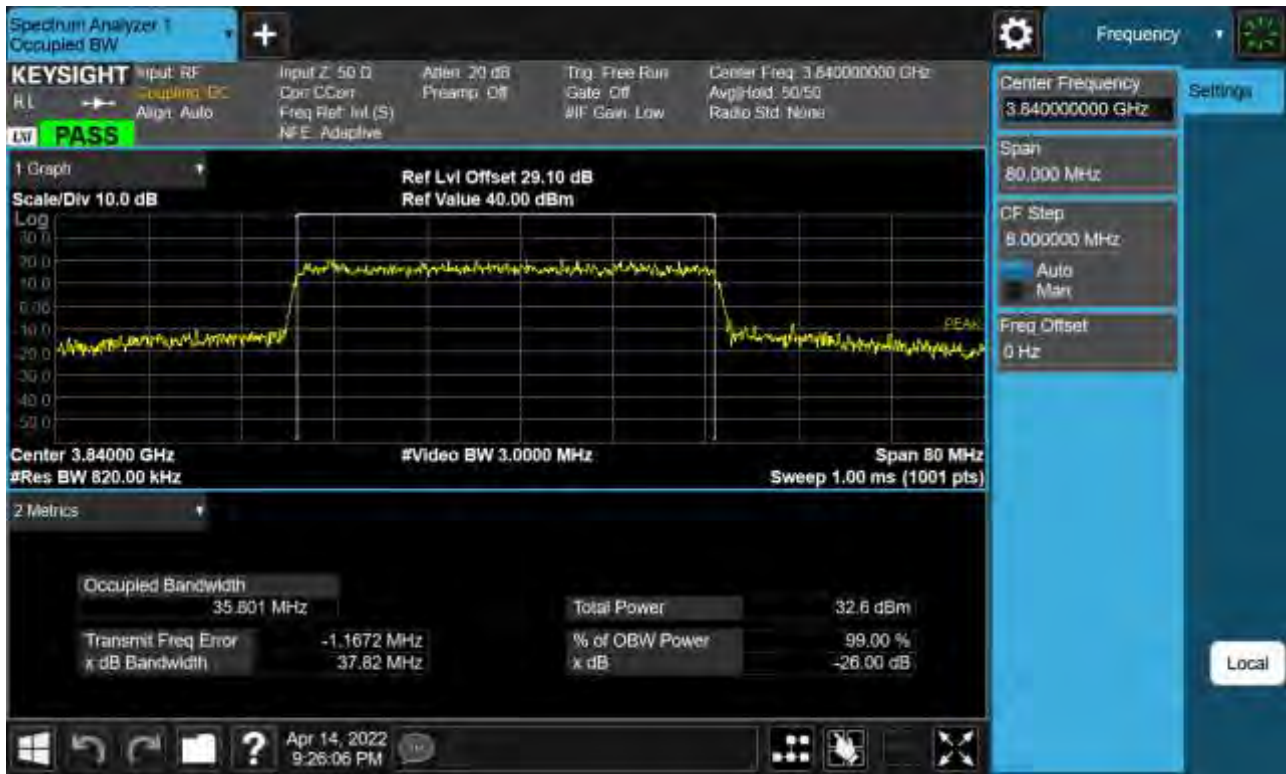 Spectrum Analyzer 1
Occupied BW
Frequency
KEYSIGHT
Input: RF
Coupling: DC
Align: Auto
Input Z: 50 Ω
Corr CCorr
Freq Ref: Int (S)
NFE: Adaptive
Atten: 20 dB
Preamp: Off
Trig: Free Run
Gate: Off
#IF Gain: Low
Center Freq: 3.840000000 GHz
Avg|Hold: 50/50
Radio Std: None
R L
PASS
Center Frequency
3.840000000 GHz
Settings
Span
80.000 MHz
CF Step
8.000000 MHz
Auto
Man
Freq Offset
0 Hz
1 Graph
Scale/Div 10.0 dB
Ref Lvl Offset 29.10 dB
Ref Value 40.00 dBm
Log
30.0
20.0
10.0
0.00
-10.0
-20.0
-30.0
-40.0
-50.0
PEAK
Center 3.84000 GHz
#Video BW 3.0000 MHz
Span 80 MHz
#Res BW 820.00 kHz
Sweep 1.00 ms (1001 pts)
2 Metrics
Occupied Bandwidth
35.801 MHz
Total Power
32.6 dBm
Transmit Freq Error
-1.1672 MHz
% of OBW Power
99.00 %
x dB Bandwidth
37.82 MHz
x dB
-26.00 dB
Local
?
Apr 14, 2022
9:26:06 PM